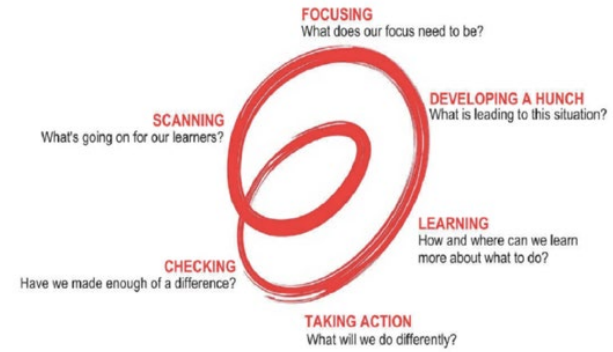 FOCUSING
What does our focus need to be?
DEVELOPING A HUNCH
What is leading to this situation?
SCANNING
What's going on for our learners?
LEARNING
How and where can we learn
more about what to do?
CHECKING
Have we made enough of a difference?
TAKING ACTION
What will we do differently?